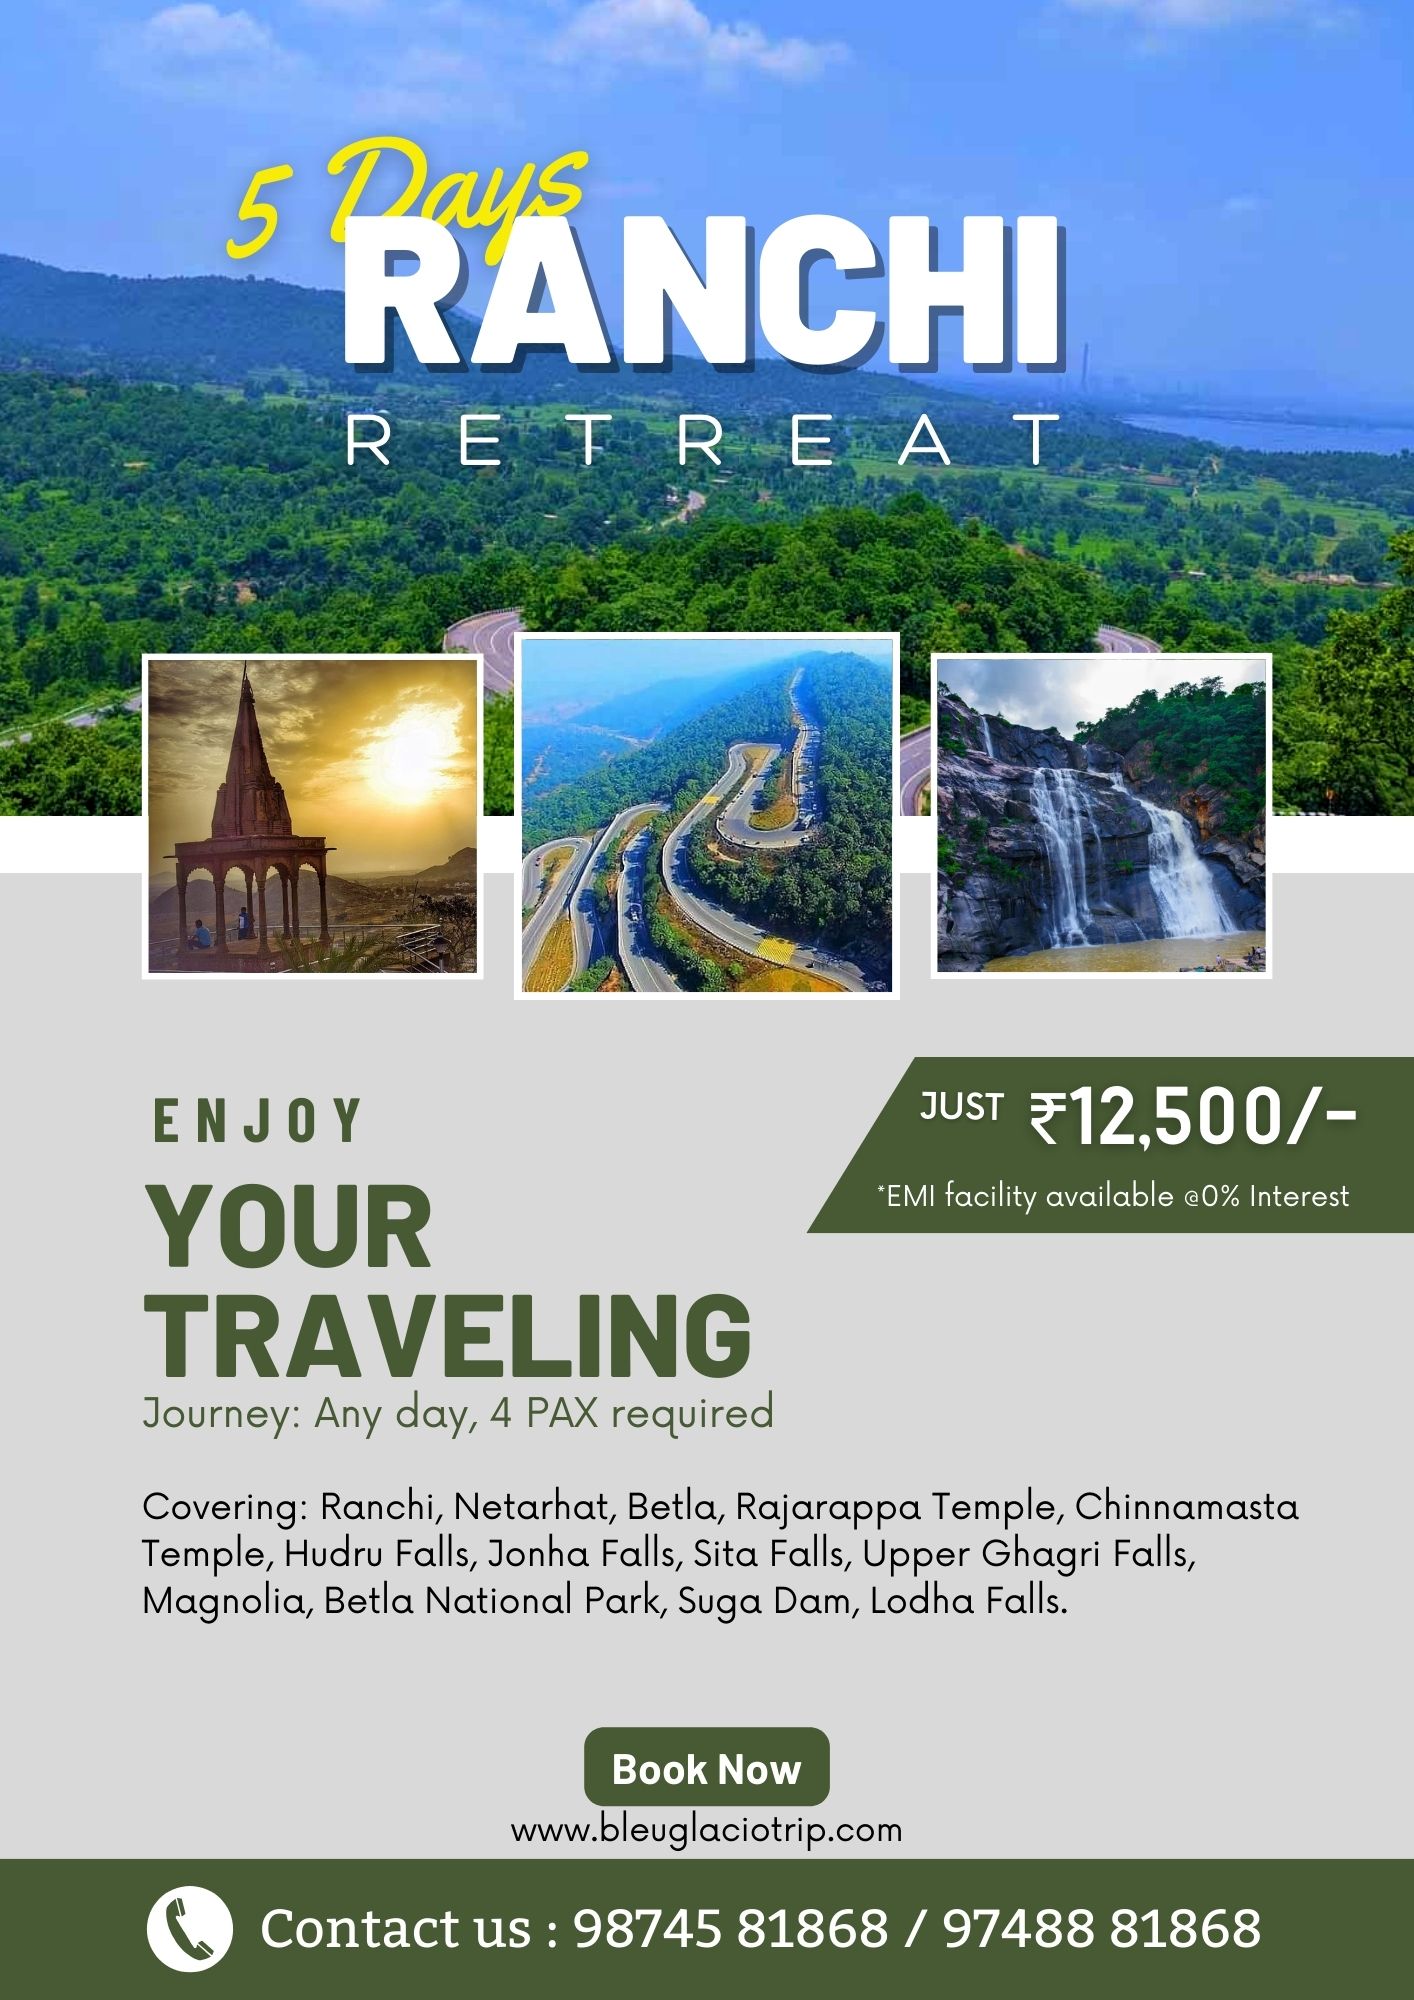 5 Days
RANCHI
RETREAT
JUST ₹12,500/-
*EMI facility available @0% Interest
ENJOY
YOUR
TRAVELING
Journey: Any day, 4 PAX required
Covering: Ranchi, Netarhat, Betla, Rajarappa Temple, Chinnamasta
Temple, Hudru Falls, Jonha Falls, Sita Falls, Upper Ghagri Falls,
Magnolia, Betla National Park, Suga Dam, Lodha Falls.
Book Now
www.bleuglaciotrip.com
Contact us : 98745 81868 / 97488 81868